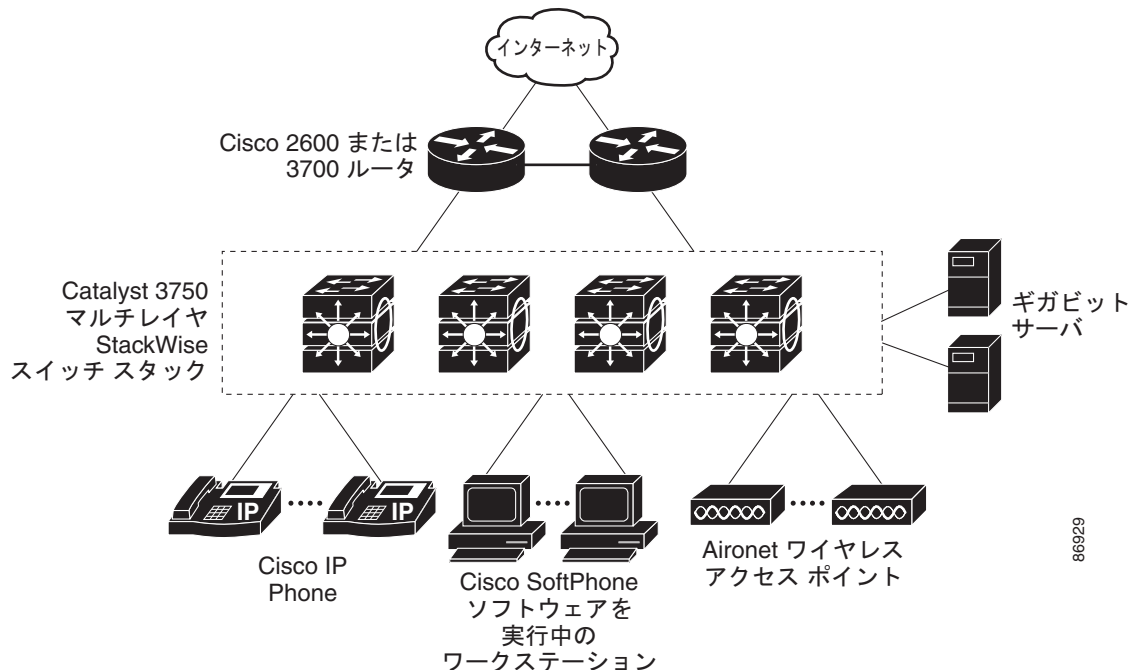 インターネット
Cisco 2600 または
3700 ルータ
Catalyst 3750
マルチレイヤ
StackWise
スイッチ スタック
ギガビット
サーバ
IP
IP
Cisco IP
Phone
Cisco SoftPhone
ソフトウェアを
実行中の
ワークステーション
Aironet ワイヤレス
アクセス ポイント
86929